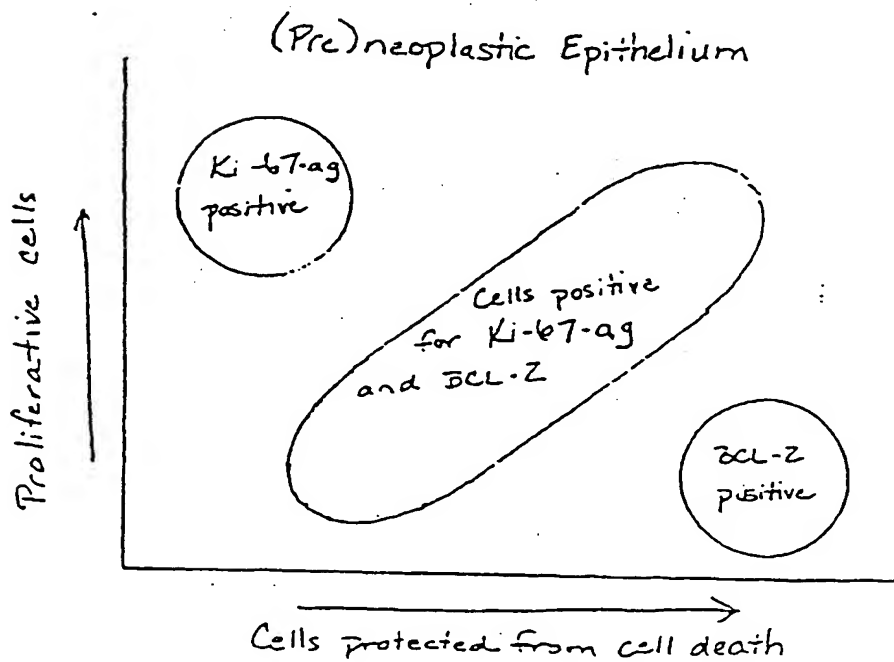 (Pre)neoplastic Epithelium
Ki-67-ag
positive
Proliferative cells
Cells positive
for Ki-67-ag
and BCL-2
BCL-2
positive
Cells protected from cell death